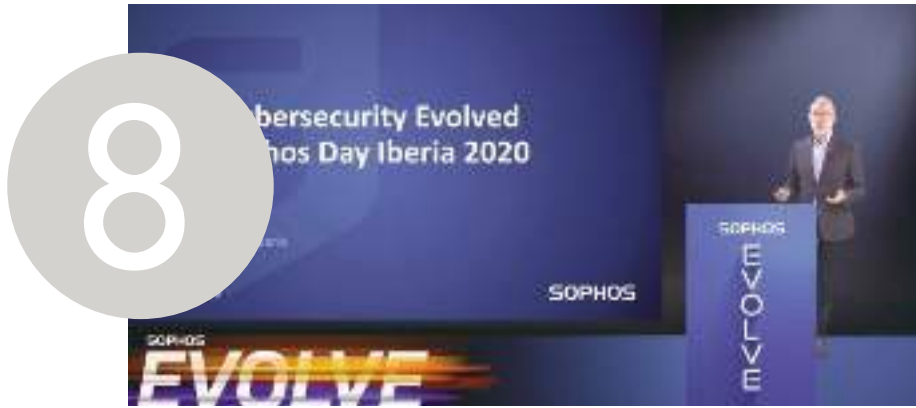 8
bersecurity Evolved
hos Day Iberia 2020
SOPHOS
SOPHOS
EVOLVE
SOPHOS
EVOLVE